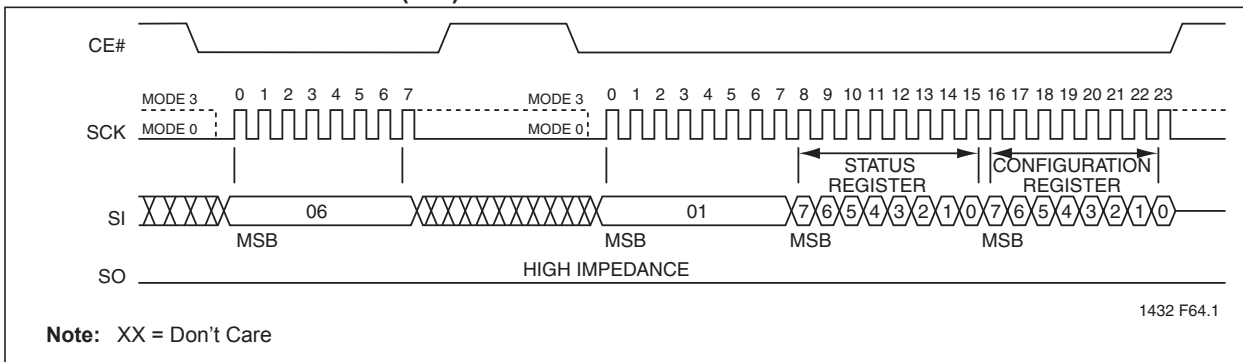 CE#
MODE 3 0 1 2 3 4 5 6 7 MODE 3 0 1 2 3 4 5 6 7 8 9 10 11 12 13 14 15 16 17 18 19 20 21 22 23
SCK MODE 0 MODE 0
STATUS REGISTER CONFIGURATION REGISTER
SI 06 01 7 6 5 4 3 2 1 0 7 6 5 4 3 2 1 0
MSB MSB MSB MSB
SO HIGH IMPEDANCE
1432 F64.1
Note: XX = Don't Care